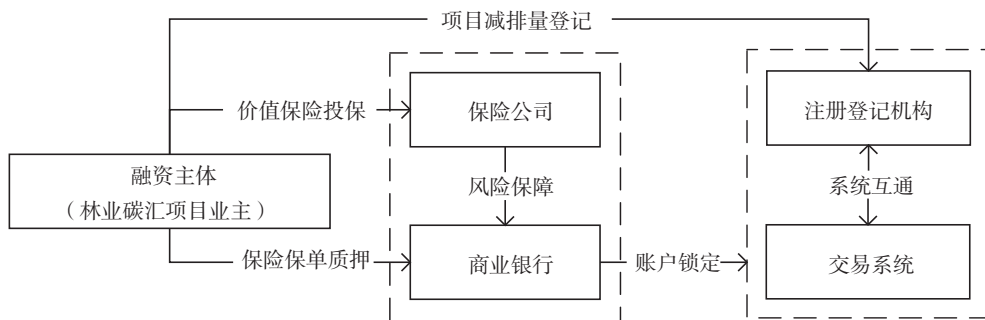 项目减排量登记
价值保险投保
保险公司
注册登记机构
融资主体
（林业碳汇项目业主）
风险保障
系统互通
保险保单质押
商业银行
账户锁定
交易系统